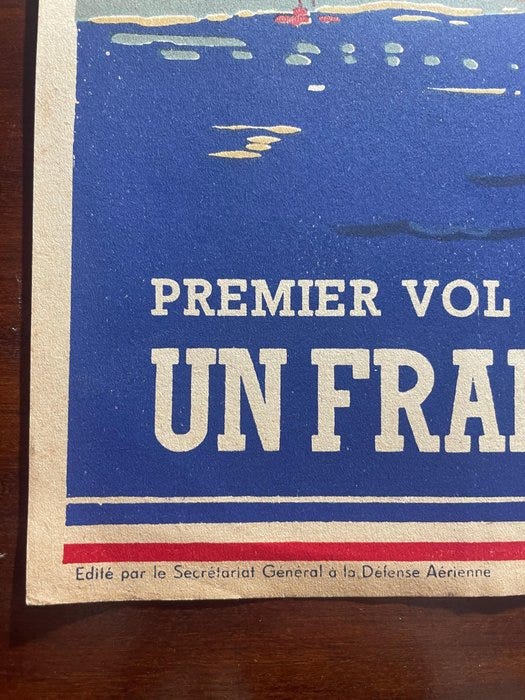 PREMIER VOL
UN FRA
Edité par le Secrétariat Général à la Défense Aérienne